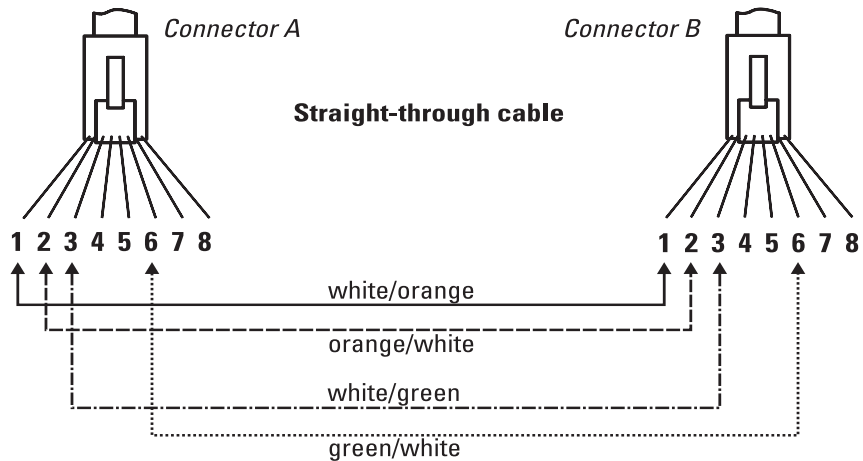 Connector A
Connector B
Straight-through cable
1 2 3 4 5 6 7 8
1 2 3 4 5 6 7 8
white/orange
orange/white
white/green
green/white